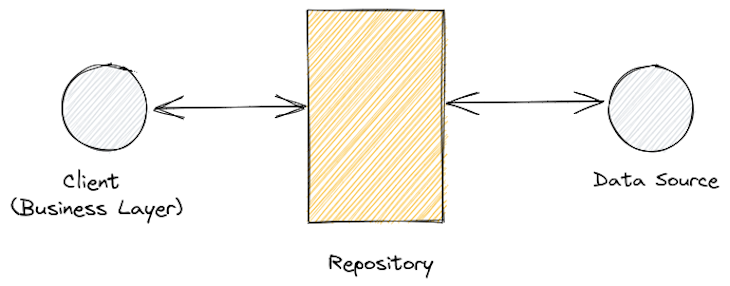 Client
(Business Layer)
Repository
Data Source